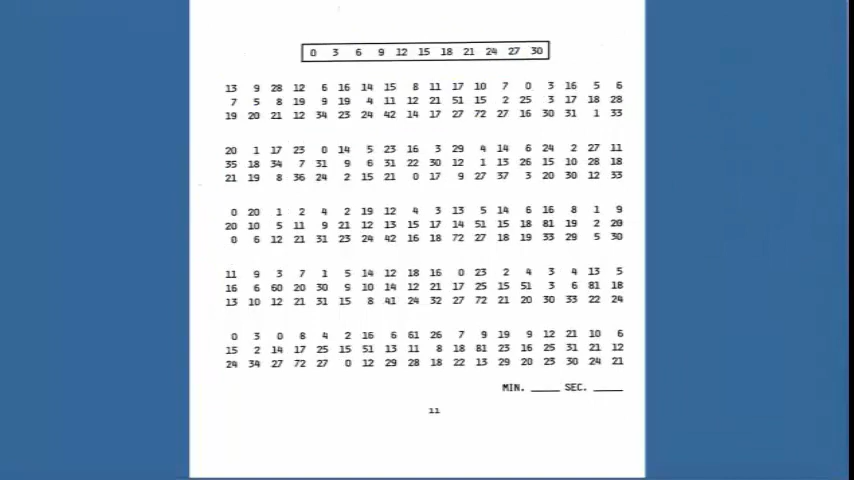 0 3 6 9 12 15 18 21 24 27 30
13 9 28 12 6 16 14 15 8 11 17 10 7 0 3 16 5 6
7 5 8 19 9 19 4 11 12 21 51 15 2 25 3 17 18 28
19 20 21 12 34 23 24 42 14 17 27 72 27 16 30 31 1 33
20 1 17 23 0 14 5 23 16 3 29 4 14 6 24 2 27 11
35 18 34 7 31 9 6 31 22 30 12 1 13 26 15 10 28 18
21 19 8 36 24 2 15 21 0 17 9 27 37 3 20 30 12 33
0 20 1 2 4 2 19 12 4 3 13 5 14 6 16 8 1 9
20 10 5 11 9 21 12 13 15 17 14 51 15 18 81 19 2 20
0 6 12 21 31 23 24 42 16 18 72 27 18 19 33 29 5 30
11 9 3 7 1 5 14 12 18 16 0 23 2 4 3 4 13 5
16 6 60 20 30 9 10 14 12 21 17 25 15 51 3 6 81 18
13 10 12 21 31 15 8 41 24 32 27 72 21 20 30 33 22 24
0 3 0 8 4 2 16 6 61 26 7 9 19 9 12 21 10 6
15 2 14 17 25 15 51 13 11 8 18 81 23 16 25 31 21 12
24 34 27 72 27 0 12 29 28 18 22 13 29 20 23 30 24 21
MIN. _____ SEC. _____
11